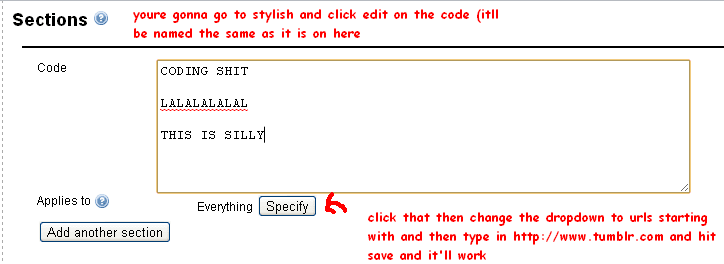 Sections
youre gonna go to stylish and click edit on the code (itll
be named the same as it is on here
Code
CODING SHIT
LALALALALAL
THIS IS SILLY
Applies to
Everything Specify
click that then change the dropdown to urls starting
with and then type in http://www.tumblr.com and hit
save and it'll work
Add another section